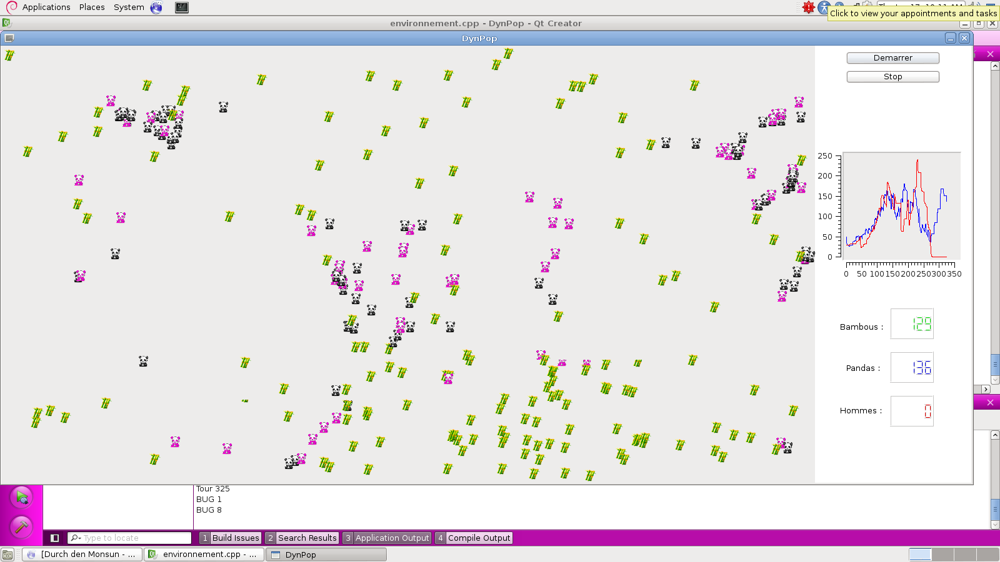 Applications Places System
Click to view your appointments and tasks
environnement.cpp - DynPop - Qt Creator
DynPop
Demarrer
Stop
250
200
150
100
50
0
0 50 100 150 200 250 300 350
Bambous : 129
Pandas : 136
Hommes : 0
Tour 325
BUG 1
BUG 8
Type to locate
1 Build Issues 2 Search Results 3 Application Output 4 Compile Output
[Durch den Monsun - ... environnement.cpp - ... DynPop